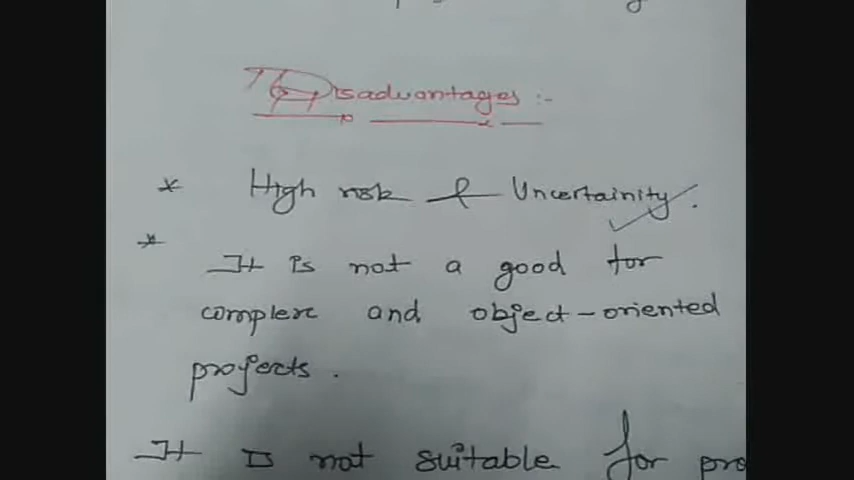 Disadvantages :-
* High risk & Uncertainity.
* It is not a good for
complex and object-oriented
projects.
It is not suitable for pro